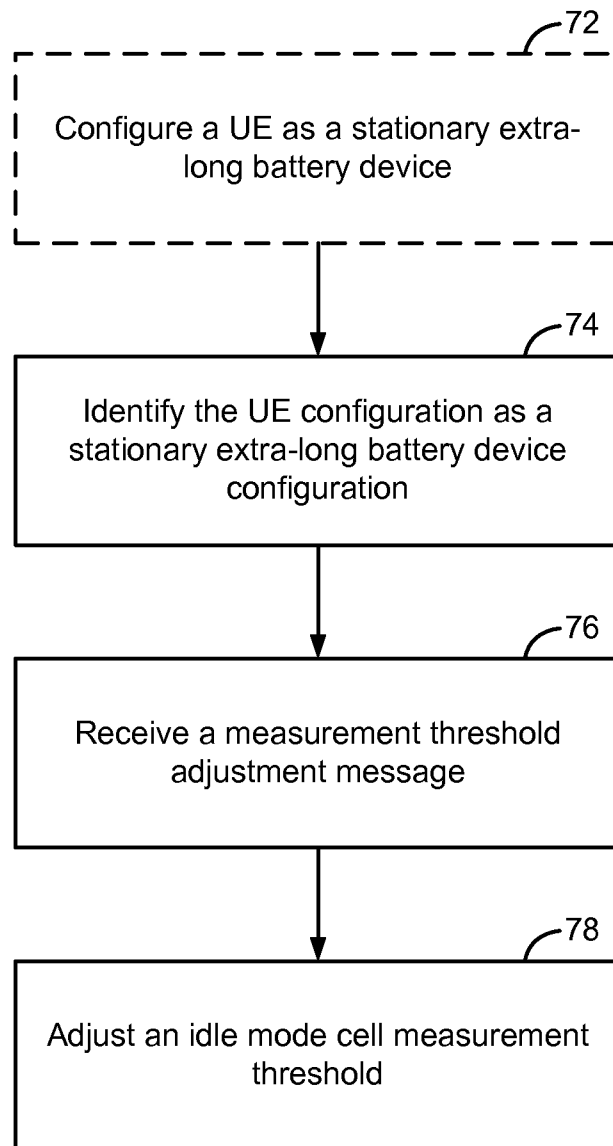 72
Configure a UE as a stationary extra-
long battery device
74
Identify the UE configuration as a
stationary extra-long battery device
configuration
76
Receive a measurement threshold
adjustment message
78
Adjust an idle mode cell measurement
threshold